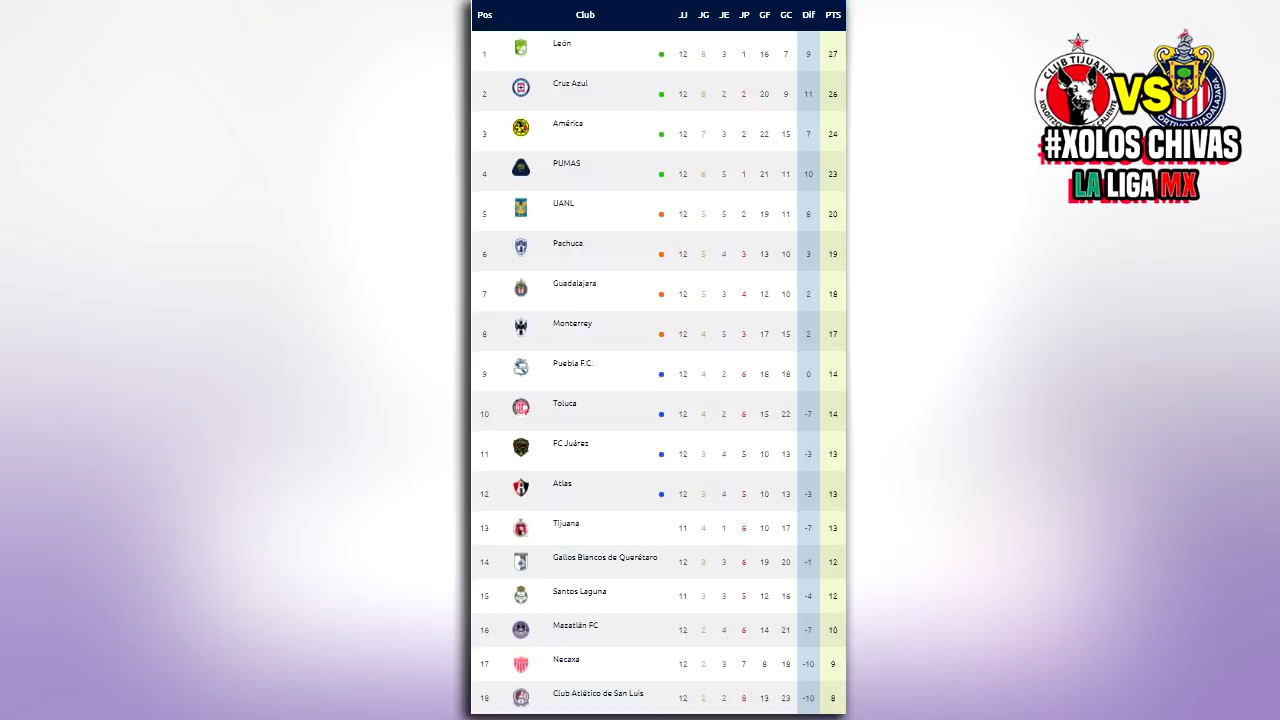 Pos Club JJ JG JE JP GF GC Dif PTS
1 León 12 8 3 1 16 7 9 27
2 Cruz Azul 12 8 2 2 20 9 11 26
3 América 12 7 3 2 22 15 7 24
4 PUMAS 12 6 5 1 21 11 10 23
5 UANL 12 5 5 2 19 11 8 20
6 Pachuca 12 5 4 3 13 10 3 19
7 Guadalajara 12 5 3 4 12 10 2 18
8 Monterrey 12 4 5 3 17 15 2 17
9 Puebla F.C. 12 4 2 6 18 18 0 14
10 Toluca 12 4 2 6 15 22 -7 14
11 FC Juárez 12 3 4 5 10 13 -3 13
12 Atlas 12 3 4 5 10 13 -3 13
13 Tijuana 11 4 1 6 10 17 -7 13
14 Gallos Blancos de Querétaro 12 3 3 6 19 20 -1 12
15 Santos Laguna 11 3 3 5 12 16 -4 12
16 Mazatlán FC 12 2 4 6 14 21 -7 10
17 Necaxa 12 2 3 7 8 18 -10 9
18 Club Atlético de San Luis 12 2 2 8 13 23 -10 8
CLUB TIJUANA
VS
#XOLOS CHIVAS
LA LIGA MX